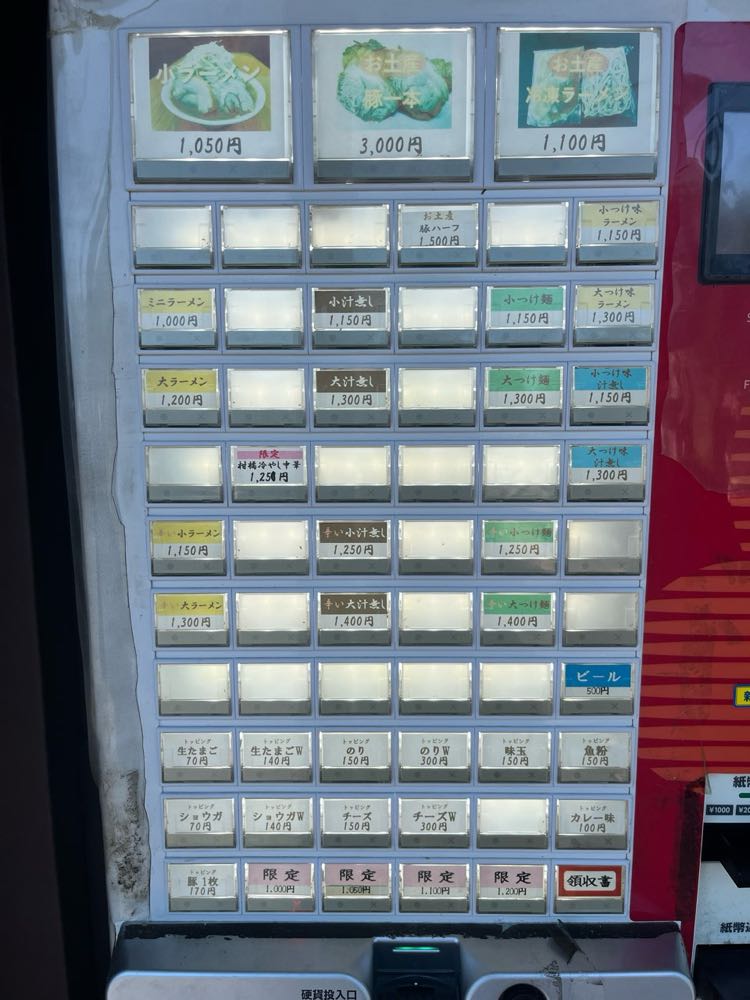 小ラーメン
1,050円
お土産
豚一本
3,000円
お土産
冷凍ラーメン
1,100円
お土産
豚ハーフ
1,500円
小つけ味
ラーメン
1,150円
ミニラーメン
1,000円
小汁無し
1,150円
小つけ麺
1,150円
大つけ味
ラーメン
1,300円
大ラーメン
1,200円
大汁無し
1,300円
大つけ麺
1,300円
小つけ味
汁無し
1,150円
限定
柑橘冷やし中華
1,250円
大つけ味
汁無し
1,300円
辛い小ラーメン
1,150円
辛い小汁無し
1,250円
辛い小つけ麺
1,250円
辛い大ラーメン
1,300円
辛い大汁無し
1,400円
辛い大つけ麺
1,400円
ビール
500円
トッピング
生たまご
70円
トッピング
生たまごW
140円
トッピング
のり
150円
トッピング
のりW
300円
トッピング
味玉
150円
トッピング
魚粉
150円
トッピング
ショウガ
70円
トッピング
ショウガW
140円
トッピング
チーズ
150円
トッピング
チーズW
300円
トッピング
カレー味
100円
トッピング
豚1枚
170円
限定
1,000円
限定
1,050円
限定
1,100円
限定
1,200円
領収書
硬貨投入口
¥1000